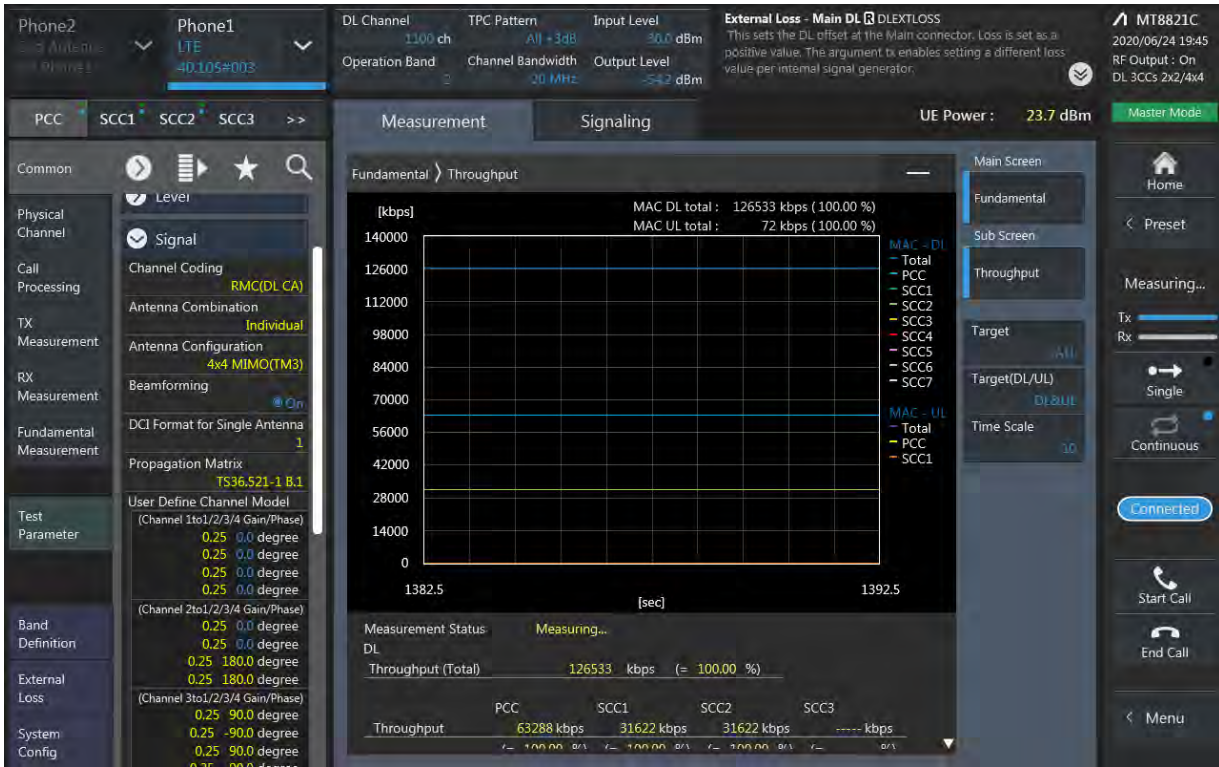 Phone2
Phone1
LTE
40.105#003
DL Channel
1100 ch
TPC Pattern
All +3dB
Input Level
30.0 dBm
Operation Band
2
Channel Bandwidth
20 MHz
Output Level
-54.2 dBm
External Loss - Main DL R DLEXTLOSS
This sets the DL offset at the Main connector. Loss is set as a
positive value. The argument tx enables setting a different loss
value per internal signal generator.
MT8821C
2020/06/24 19:45
RF Output : On
DL 3CCs 2x2/4x4
Master Mode
PCC SCC1 SCC2 SCC3 >>
Measurement
Signaling
UE Power : 23.7 dBm
Common
Physical
Channel
Call
Processing
TX
Measurement
RX
Measurement
Fundamental
Measurement
Test
Parameter
Band
Definition
External
Loss
System
Config
Level
Signal
Channel Coding
RMC(DL CA)
Antenna Combination
Individual
Antenna Configuration
4x4 MIMO(TM3)
Beamforming
On
DCI Format for Single Antenna
1
Propagation Matrix
TS36.521-1 B.1
User Define Channel Model
(Channel 1to1/2/3/4 Gain/Phase)
0.25 0.0 degree
0.25 0.0 degree
0.25 0.0 degree
0.25 0.0 degree
(Channel 2to1/2/3/4 Gain/Phase)
0.25 0.0 degree
0.25 0.0 degree
0.25 180.0 degree
0.25 180.0 degree
(Channel 3to1/2/3/4 Gain/Phase)
0.25 90.0 degree
0.25 -90.0 degree
0.25 90.0 degree
Fundamental 〉 Throughput
[kbps]
MAC DL total : 126533 kbps ( 100.00 %)
MAC UL total : 72 kbps ( 100.00 %)
140000
126000
112000
98000
84000
70000
56000
42000
28000
14000
0
1382.5
1392.5
[sec]
MAC - DL
Total
PCC
SCC1
SCC2
SCC3
SCC4
SCC5
SCC6
SCC7
MAC - UL
Total
PCC
SCC1
Measurement Status Measuring...
DL
Throughput (Total) 126533 kbps (= 100.00 %)
PCC SCC1 SCC2 SCC3
Throughput 63288 kbps 31622 kbps 31622 kbps ----- kbps
(= 100.00 %) (= 100.00 %) (= 100.00 %) (= %)
Main Screen
Fundamental
Sub Screen
Throughput
Target
All
Target(DL/UL)
DL&UL
Time Scale
10
Home
< Preset
Measuring...
Tx
Rx
Single
Continuous
Connected
Start Call
End Call
< Menu